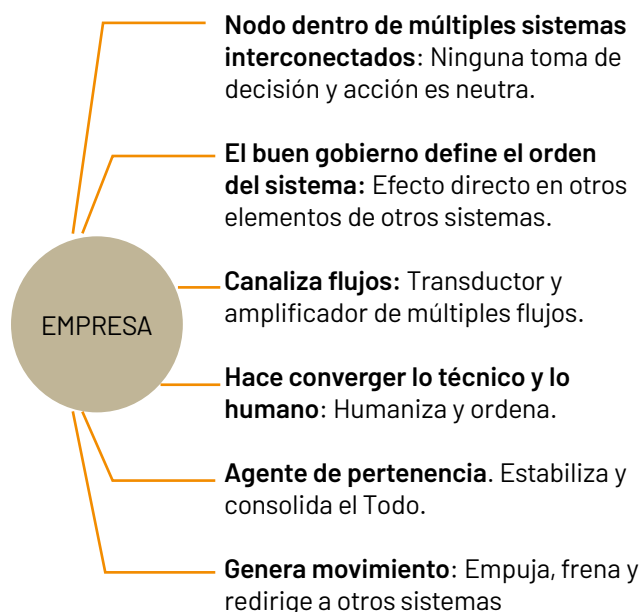 Nodo dentro de múltiples sistemas
interconectados: Ninguna toma de
decisión y acción es neutra.
El buen gobierno define el orden
del sistema: Efecto directo en otros
elementos de otros sistemas.
Canaliza flujos: Transductor y
amplificador de múltiples flujos.
EMPRESA
Hace converger lo técnico y lo
humano: Humaniza y ordena.
Agente de pertenencia. Estabiliza y
consolida el Todo.
Genera movimiento: Empuja, frena y
redirige a otros sistemas